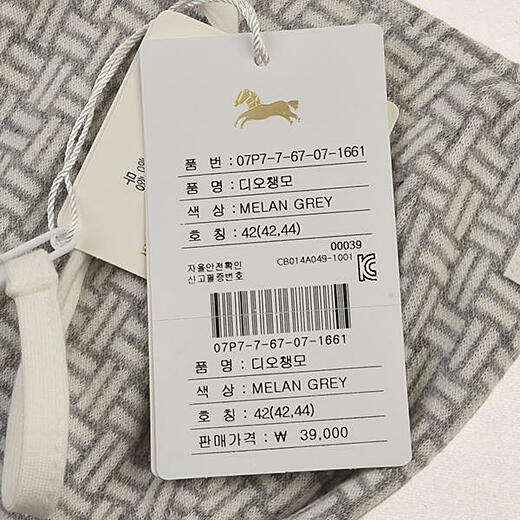 품 번 : 07P7-7-67-07-1661
품 명 : 디오챙모
색 상 : MELAN GREY
호 칭 : 42(42,44)
00039
자율안전확인 CB014A049-1001
신고필증번호
07P7-7-67-07-1661
품 명 : 디오챙모
색 상 : MELAN GREY
호 칭 : 42(42,44)
판매가격 : ₩ 39,000